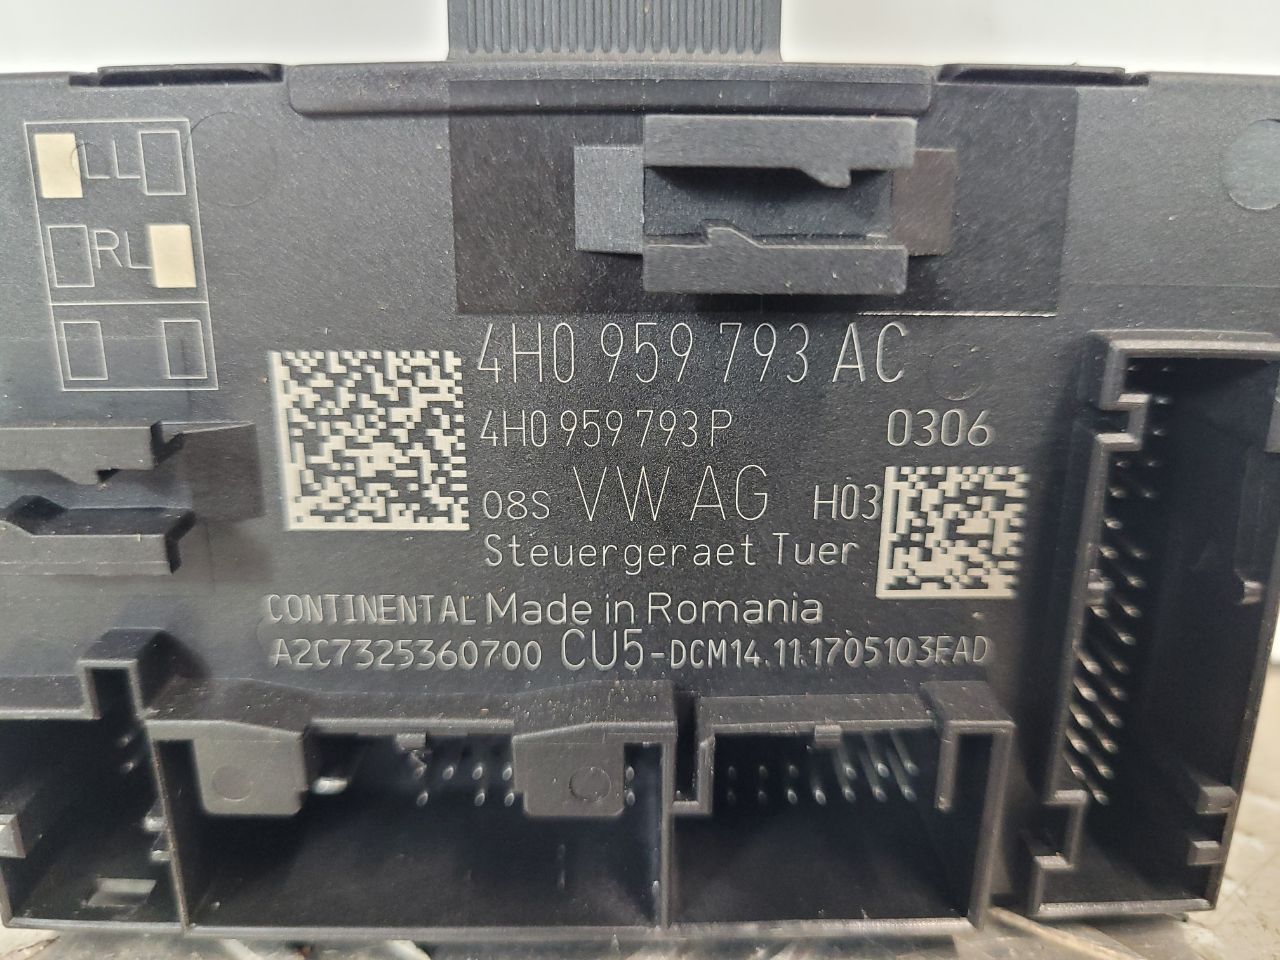 LL
RL
4H0 959 793 AC
4H0 959 793 P 0306
08S VW AG H03
Steuergeraet Tuer
CONTINENTAL Made in Romania
A2C7325360700 CU5-DCM14.11.1705103FAD